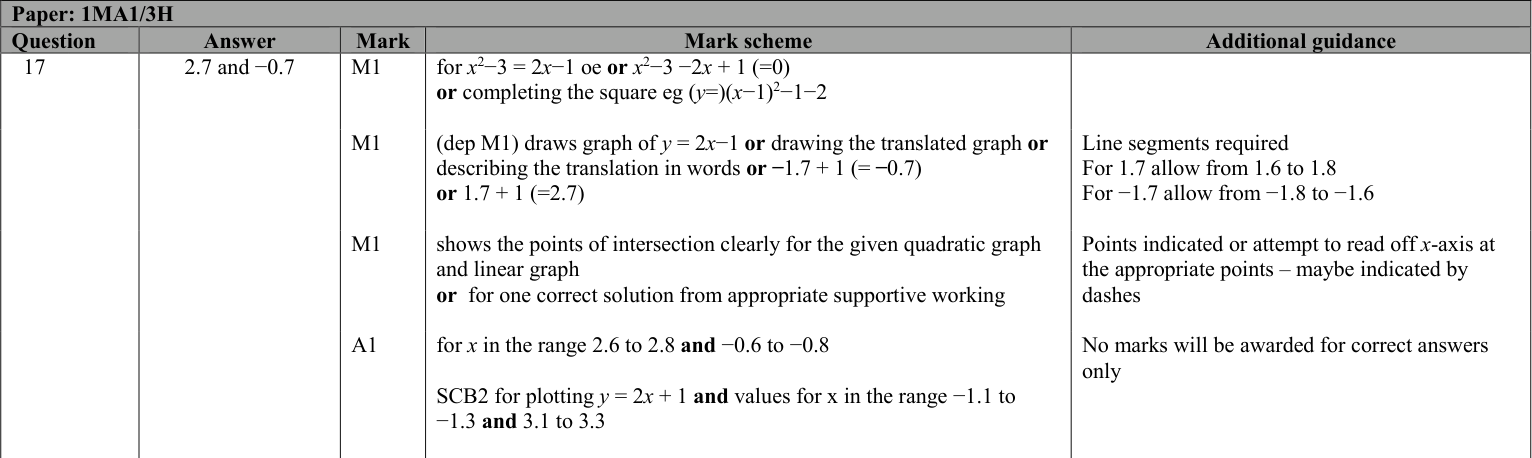 Paper: 1MA1/3H
Question Answer Mark Mark scheme Additional guidance
17 2.7 and −0.7 M1 for x²−3 = 2x−1 oe or x²−3 −2x + 1 (=0)
or completing the square eg (y=)(x−1)²−1−2
M1 (dep M1) draws graph of y = 2x−1 or drawing the translated graph or Line segments required
describing the translation in words or −1.7 + 1 (= −0.7) For 1.7 allow from 1.6 to 1.8
or 1.7 + 1 (=2.7) For −1.7 allow from −1.8 to −1.6
M1 shows the points of intersection clearly for the given quadratic graph Points indicated or attempt to read off x-axis at
and linear graph the appropriate points – maybe indicated by
or for one correct solution from appropriate supportive working dashes
A1 for x in the range 2.6 to 2.8 and −0.6 to −0.8 No marks will be awarded for correct answers
only
SCB2 for plotting y = 2x + 1 and values for x in the range −1.1 to
−1.3 and 3.1 to 3.3